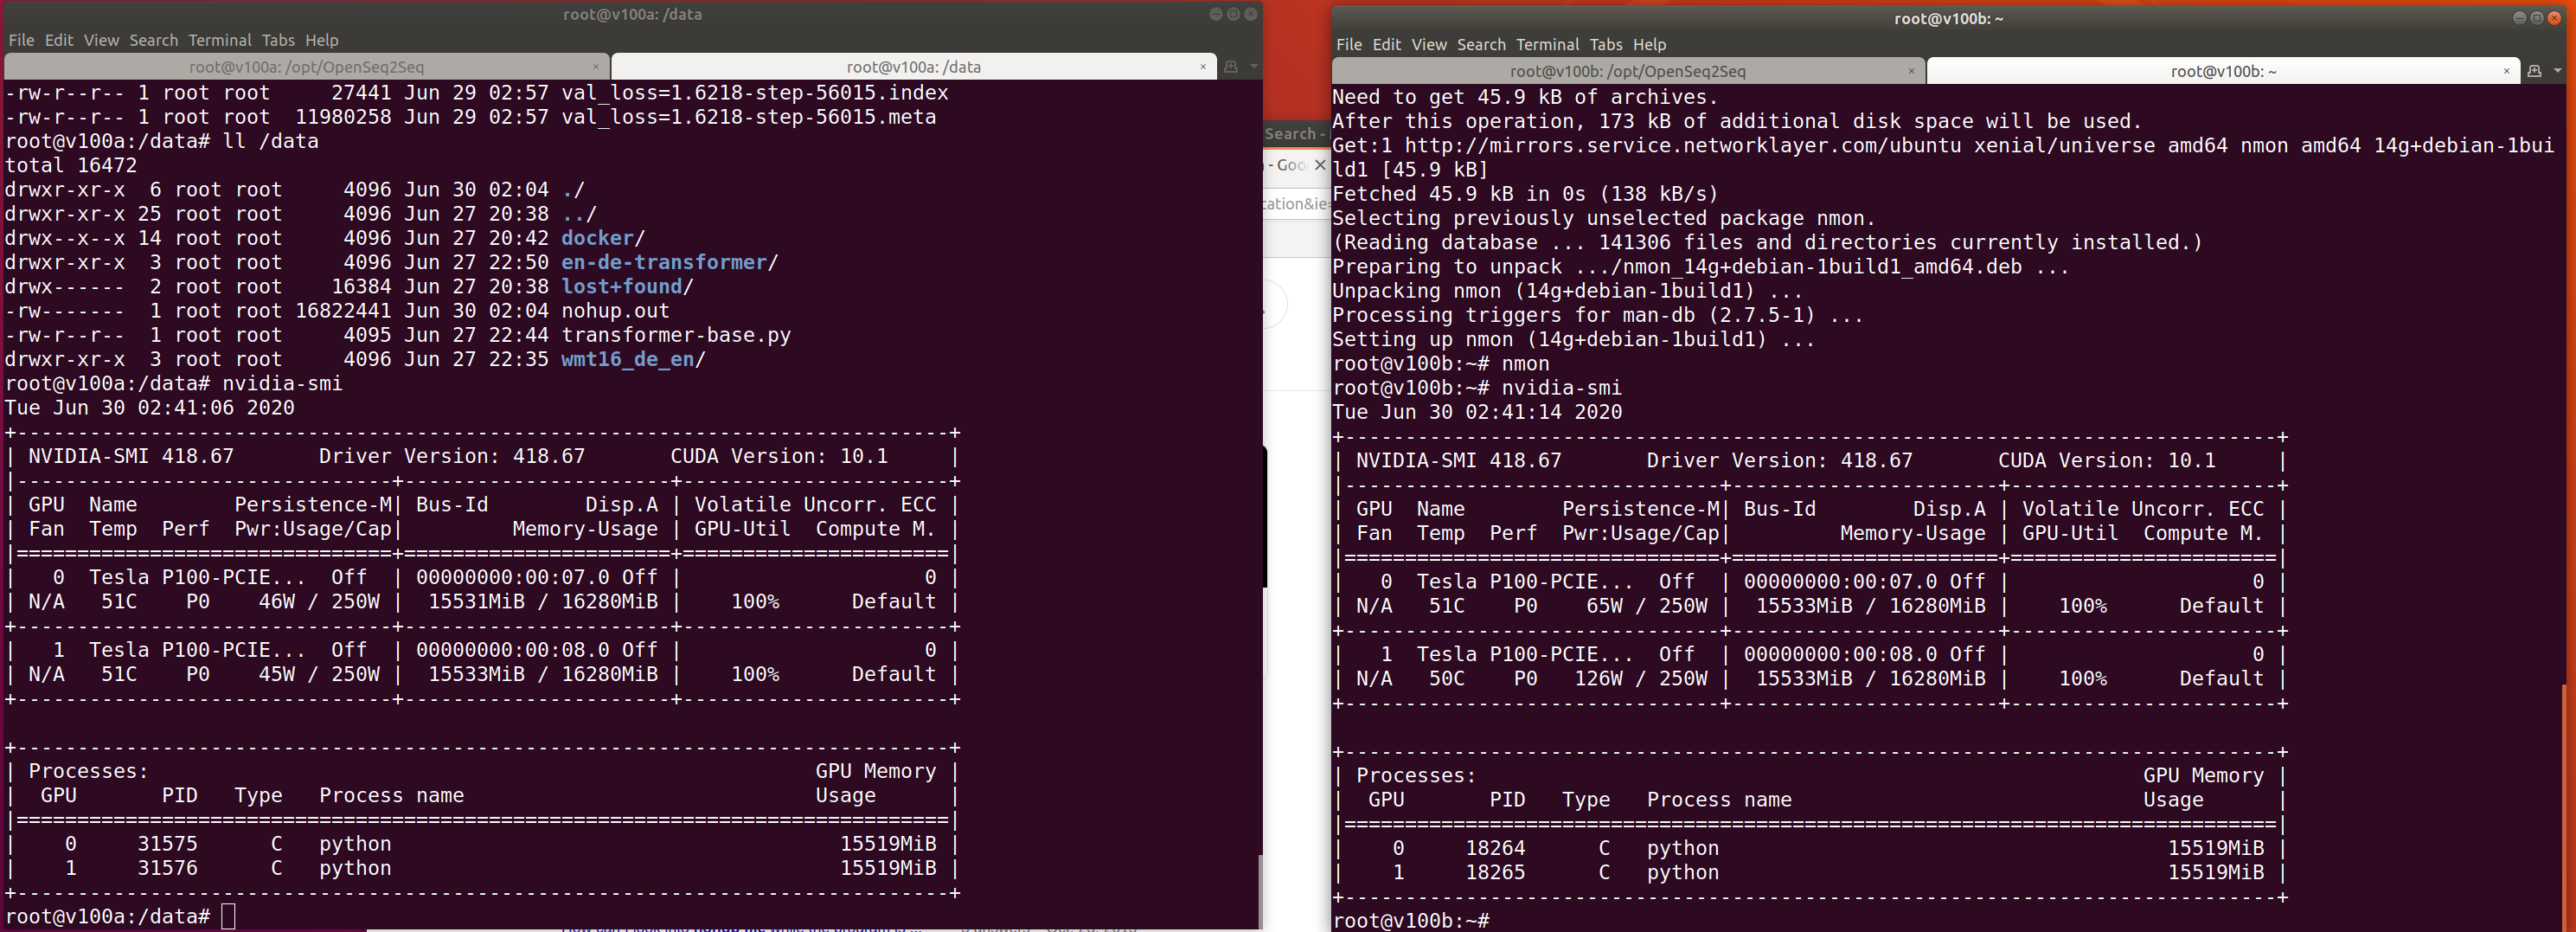 root@v100a: /data
File Edit View Search Terminal Tabs Help
root@v100a: /opt/OpenSeq2Seq × root@v100a: /data ×
-rw-r--r-- 1 root root     27441 Jun 29 02:57 val_loss=1.6218-step-56015.index
-rw-r--r-- 1 root root  11980258 Jun 29 02:57 val_loss=1.6218-step-56015.meta
root@v100a:/data# ll /data
total 16472
drwxr-xr-x  6 root root     4096 Jun 30 02:04 ./
drwxr-xr-x 25 root root     4096 Jun 27 20:38 ../
drwx--x--x 14 root root     4096 Jun 27 20:42 docker/
drwxr-xr-x  3 root root     4096 Jun 27 22:50 en-de-transformer/
drwx------  2 root root    16384 Jun 27 20:38 lost+found/
-rw-------  1 root root 16822441 Jun 30 02:04 nohup.out
-rw-r--r--  1 root root     4095 Jun 27 22:44 transformer-base.py
drwxr-xr-x  3 root root     4096 Jun 27 22:35 wmt16_de_en/
root@v100a:/data# nvidia-smi
Tue Jun 30 02:41:06 2020
+-----------------------------------------------------------------------------+
| NVIDIA-SMI 418.67       Driver Version: 418.67       CUDA Version: 10.1     |
|-------------------------------+----------------------+----------------------+
| GPU  Name        Persistence-M| Bus-Id        Disp.A | Volatile Uncorr. ECC |
| Fan  Temp  Perf  Pwr:Usage/Cap|         Memory-Usage | GPU-Util  Compute M. |
|===============================+======================+======================|
|   0  Tesla P100-PCIE...  Off  | 00000000:00:07.0 Off |                    0 |
| N/A   51C    P0    46W / 250W |  15531MiB / 16280MiB |    100%      Default |
+-------------------------------+----------------------+----------------------+
|   1  Tesla P100-PCIE...  Off  | 00000000:00:08.0 Off |                    0 |
| N/A   51C    P0    45W / 250W |  15533MiB / 16280MiB |    100%      Default |
+-------------------------------+----------------------+----------------------+
+-----------------------------------------------------------------------------+
| Processes:                                                       GPU Memory |
|  GPU       PID   Type   Process name                             Usage      |
|=============================================================================|
|    0     31575      C   python                                     15519MiB |
|    1     31576      C   python                                     15519MiB |
+-----------------------------------------------------------------------------+
root@v100a:/data#
Search -
- Goo
cation&ie=
root@v100b: ~
File Edit View Search Terminal Tabs Help
root@v100b: /opt/OpenSeq2Seq × root@v100b: ~ ×
Need to get 45.9 kB of archives.
After this operation, 173 kB of additional disk space will be used.
Get:1 http://mirrors.service.networklayer.com/ubuntu xenial/universe amd64 nmon amd64 14g+debian-1bui
ld1 [45.9 kB]
Fetched 45.9 kB in 0s (138 kB/s)
Selecting previously unselected package nmon.
(Reading database ... 141306 files and directories currently installed.)
Preparing to unpack .../nmon_14g+debian-1build1_amd64.deb ...
Unpacking nmon (14g+debian-1build1) ...
Processing triggers for man-db (2.7.5-1) ...
Setting up nmon (14g+debian-1build1) ...
root@v100b:~# nmon
root@v100b:~# nvidia-smi
Tue Jun 30 02:41:14 2020
+-----------------------------------------------------------------------------+
| NVIDIA-SMI 418.67       Driver Version: 418.67       CUDA Version: 10.1     |
|-------------------------------+----------------------+----------------------+
| GPU  Name        Persistence-M| Bus-Id        Disp.A | Volatile Uncorr. ECC |
| Fan  Temp  Perf  Pwr:Usage/Cap|         Memory-Usage | GPU-Util  Compute M. |
|===============================+======================+======================|
|   0  Tesla P100-PCIE...  Off  | 00000000:00:07.0 Off |                    0 |
| N/A   51C    P0    65W / 250W |  15533MiB / 16280MiB |    100%      Default |
+-------------------------------+----------------------+----------------------+
|   1  Tesla P100-PCIE...  Off  | 00000000:00:08.0 Off |                    0 |
| N/A   50C    P0   126W / 250W |  15533MiB / 16280MiB |    100%      Default |
+-------------------------------+----------------------+----------------------+
+-----------------------------------------------------------------------------+
| Processes:                                                       GPU Memory |
|  GPU       PID   Type   Process name                             Usage      |
|=============================================================================|
|    0     18264      C   python                                     15519MiB |
|    1     18265      C   python                                     15519MiB |
+-----------------------------------------------------------------------------+
root@v100b:~#